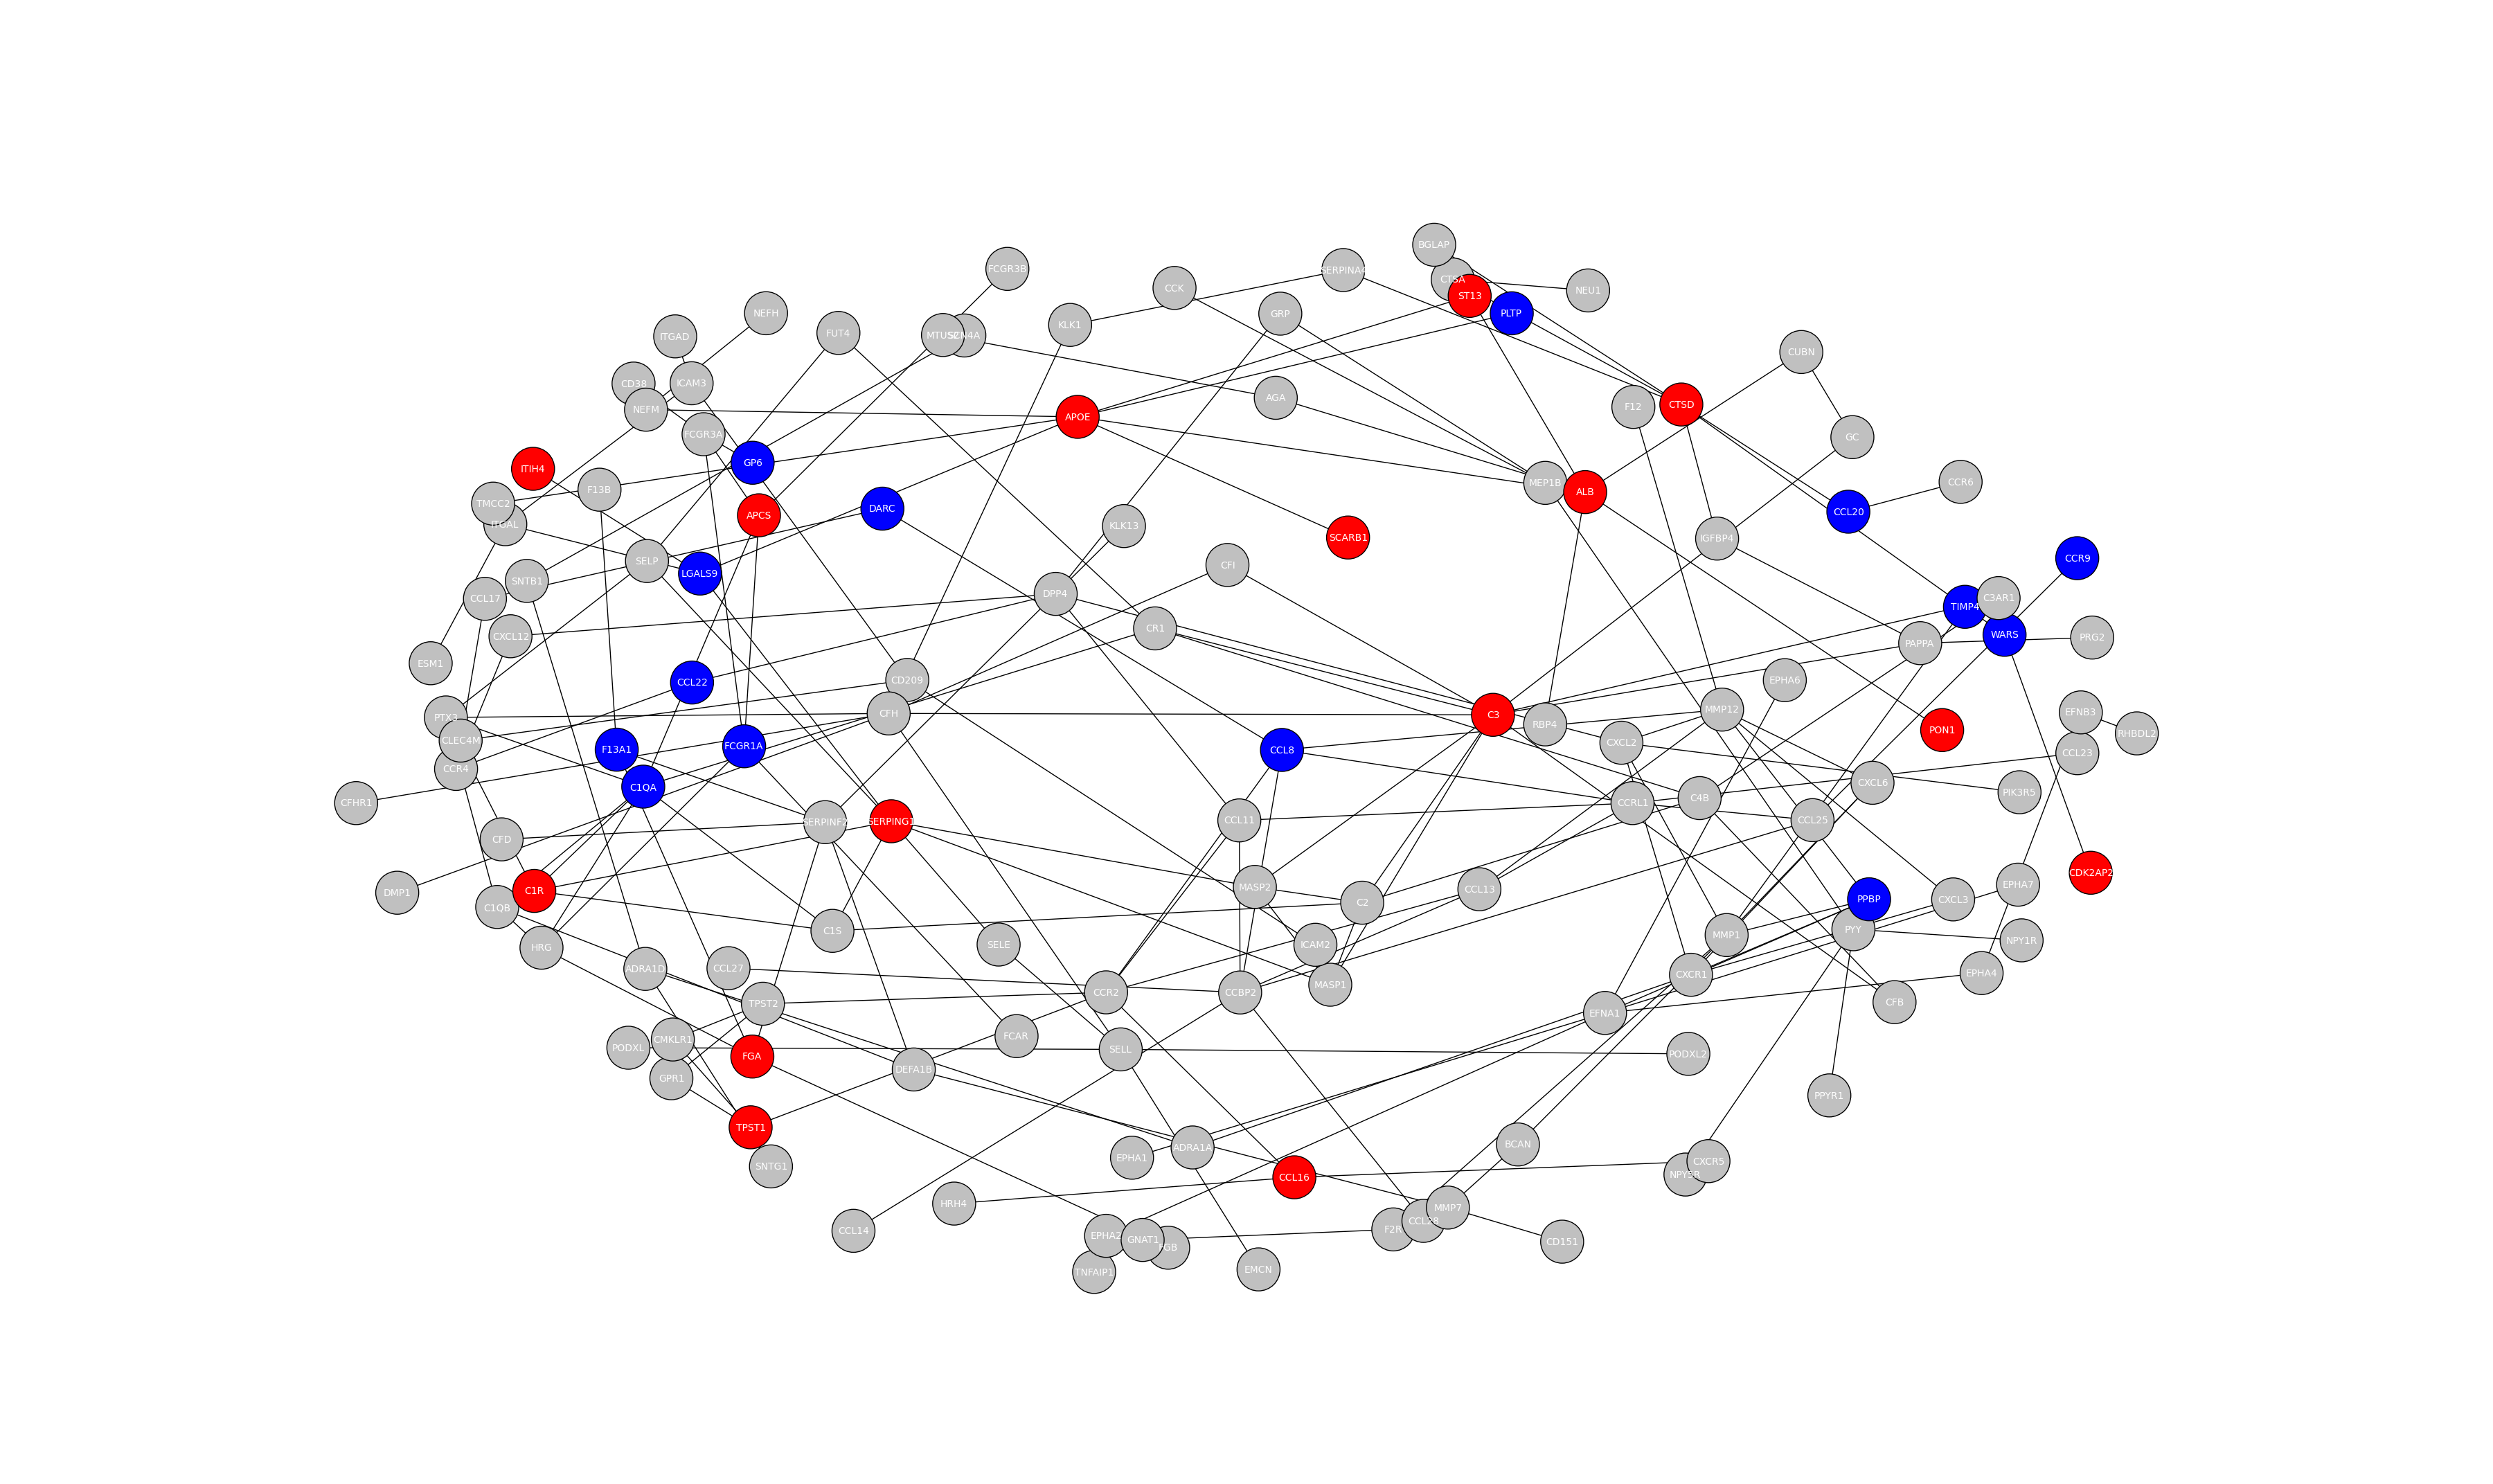 BGLAP
FCGR3B
SERPINA4
CTSA
CCK
NEU1
ST13
NEFH
GRP
PLTP
KLK1
FUT4
MTUS2
SCN4A
ITGAD
CUBN
ICAM3
CD38
AGA
CTSD
F12
NEFM
APOE
FCGR3A
GC
GP6
ITIH4
CCR6
MEP1B
F13B
ALB
TMCC2
DARC
CCL20
APCS
ITGAL
KLK13
SCARB1
IGFBP4
CCR9
SELP
CFI
LGALS9
SNTB1
DPP4
C3AR1
CCL17
TIMP4
CR1
WARS
CXCL12
PRG2
PAPPA
ESM1
CD209
EPHA6
CCL22
MMP12
EFNB3
CFH
C3
PTX3
RBP4
PON1
RHBDL2
CLEC4M
CXCL2
FCGR1A
F13A1
CCL8
CCL23
CCR4
CXCL6
C1QA
PIK3R5
C4B
CFHR1
CCRL1
CCL11
CCL25
SERPINF2
SERPING1
CFD
CDK2AP2
EPHA7
MASP2
CCL13
C1R
DMP1
PPBP
CXCL3
C2
C1QB
PYY
C1S
MMP1
NPY1R
SELE
ICAM2
HRG
CCL27
ADRA1D
EPHA4
CXCR1
MASP1
CCR2
CCBP2
CFB
TPST2
EFNA1
FCAR
CMKLR1
PODXL
SELL
PODXL2
FGA
DEFA1B
GPR1
PPYR1
TPST1
BCAN
ADRA1A
EPHA1
CXCR5
SNTG1
NPY5R
CCL16
HRH4
MMP7
CCL28
F2R
CCL14
EPHA2
GNAT1
CD151
FGB
EMCN
TNFAIP1